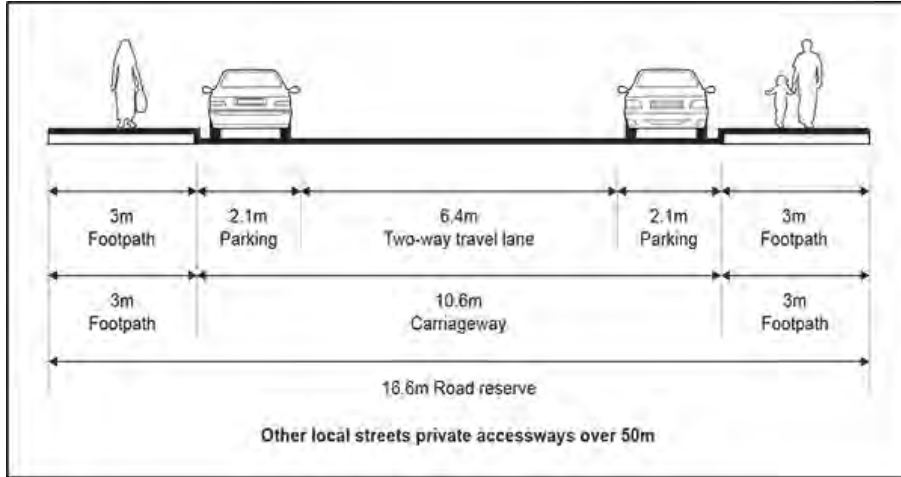 3m 2.1m 6.4m 2.1m 3m
Footpath Parking Two-way travel lane Parking Footpath
3m 10.6m 3m
Footpath Carriageway Footpath
16.6m Road reserve
Other local streets private accessways over 50m